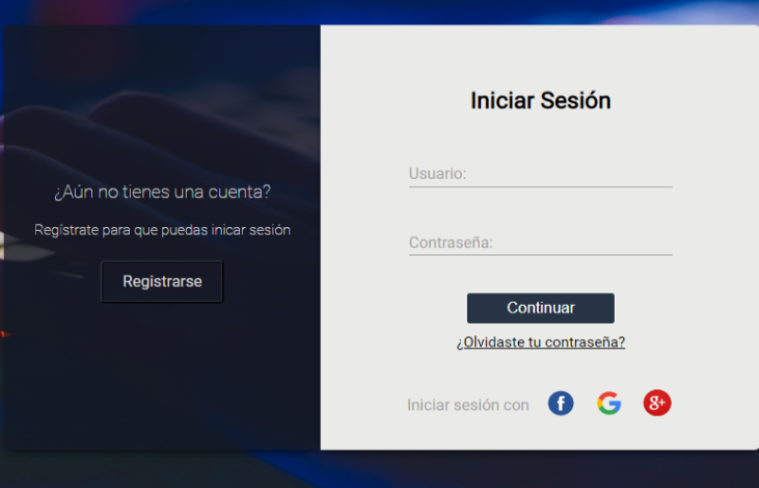 ¿Aún no tienes una cuenta?
Regístrate para que puedas inicar sesión
Registrarse
Iniciar Sesión
Usuario:
Contraseña:
Continuar
¿Olvidaste tu contraseña?
Iniciar sesión con f G 8+